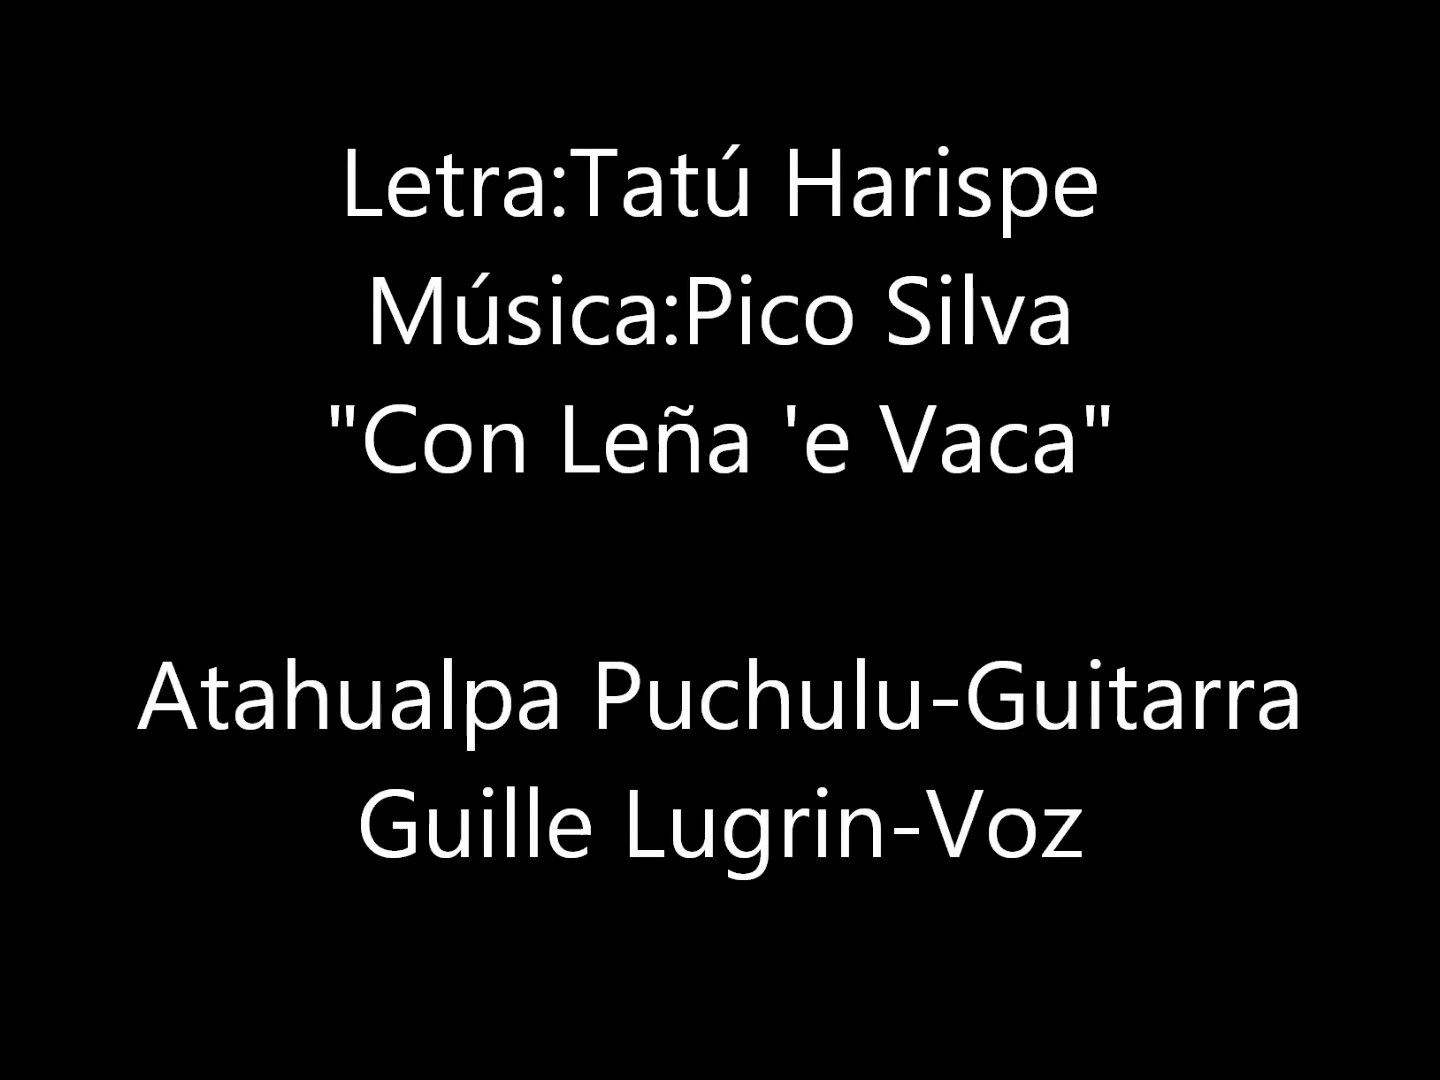 Letra:Tatú Harispe
Música:Pico Silva
"Con Leña 'e Vaca"
Atahualpa Puchulu-Guitarra
Guille Lugrin-Voz